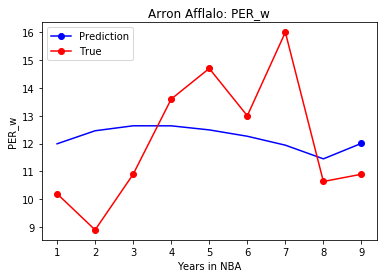 Arron Afflalo: PER_w
Prediction
True
PER_w
16
15
14
13
12
11
10
9
1 2 3 4 5 6 7 8 9
Years in NBA